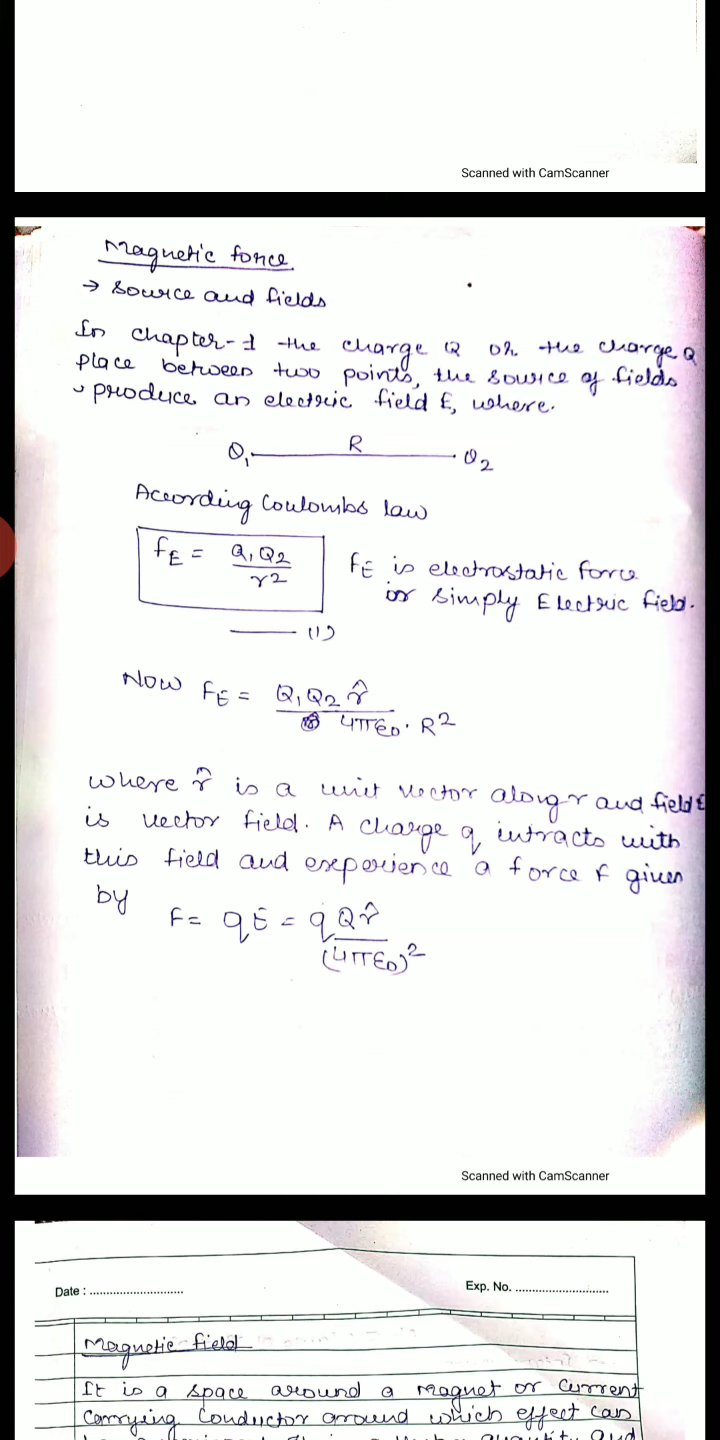 Scanned with CamScanner
Magnetic force
→ Source and fields
In chapter-1 the charge Q or the charge Q
place between two points, the source of fields
produce an electric field E, where.
Q₁ R Q₂
According Coulombs law
fE = Q₁Q₂ / r² fE is electrostatic force
or simply Electric field.
(1)
Now FE = Q₁Q₂ r̂ / 4πε₀ · R²
where r̂ is a unit vector along r and field E
is vector field. A charge q intracts with
this field and experience a force F given
by
F = qE = qQr̂ / (4πε₀)²
Scanned with CamScanner
Date : ............................
Exp. No. ............................
Magnetic field
It is a space around a magnet or current
carrying conductor around which effect can